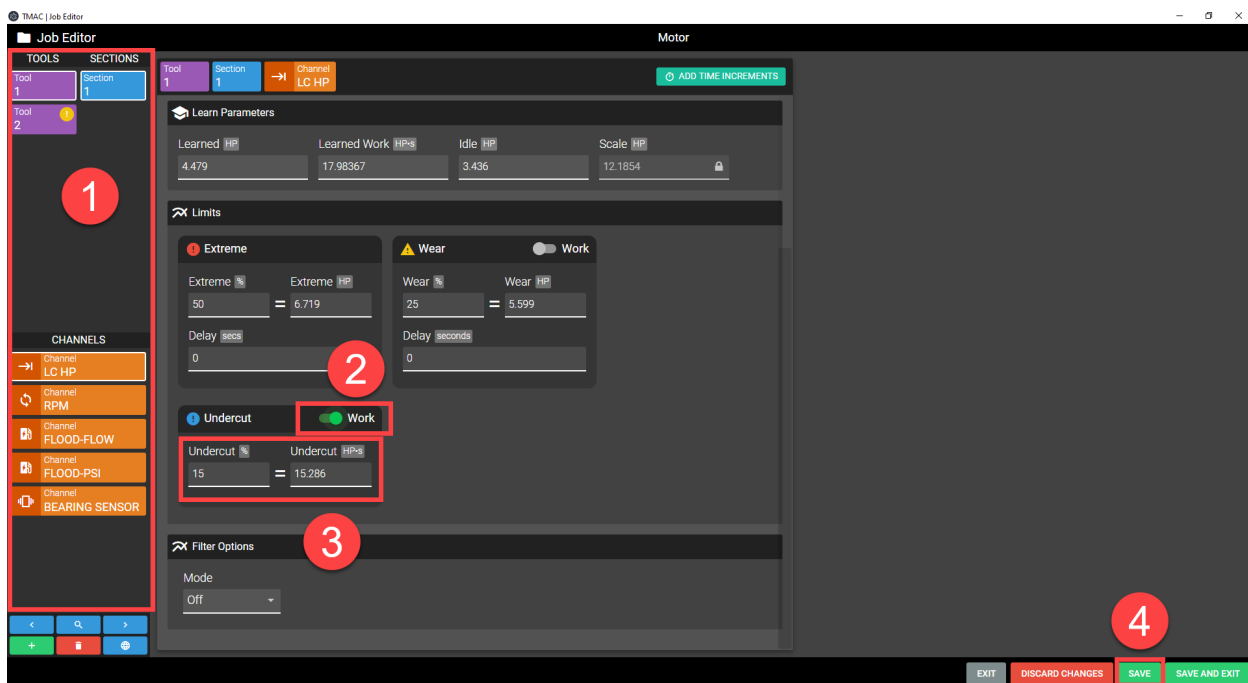 TMAC | Job Editor
Job Editor
Motor
TOOLS SECTIONS
Tool
1
Section
1
Tool
2
1
CHANNELS
Channel
LC HP
Channel
RPM
Channel
FLOOD-FLOW
Channel
FLOOD-PSI
Channel
BEARING SENSOR
Tool
1
Section
1
Channel
LC HP
ADD TIME INCREMENTS
Learn Parameters
Learned HP Learned Work HP•s Idle HP Scale HP
4.479 17.98367 3.436 12.1854
Limits
Extreme
Extreme % Extreme HP
50 = 6.719
Delay secs
0
Wear Work
Wear % Wear HP
25 = 5.599
Delay seconds
0
2
Undercut Work
Undercut % Undercut HP•s
15 = 15.286
3
Filter Options
Mode
Off
4
EXIT DISCARD CHANGES SAVE SAVE AND EXIT